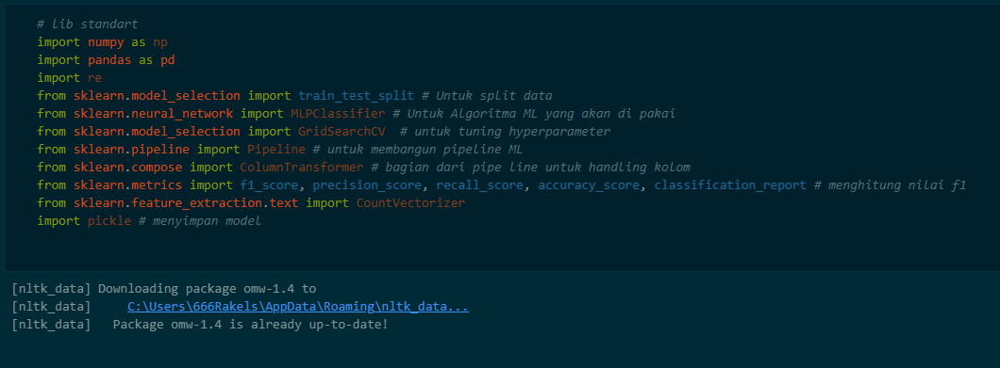 # lib standart
import numpy as np
import pandas as pd
import re
from sklearn.model_selection import train_test_split # Untuk split data
from sklearn.neural_network import MLPClassifier # Untuk Algoritma ML yang akan di pakai
from sklearn.model_selection import GridSearchCV  # untuk tuning hyperparameter
from sklearn.pipeline import Pipeline # untuk membangun pipeline ML
from sklearn.compose import ColumnTransformer # bagian dari pipe line untuk handling kolom
from sklearn.metrics import f1_score, precision_score, recall_score, accuracy_score, classification_report # menghitung nilai f1
from sklearn.feature_extraction.text import CountVectorizer
import pickle # menyimpan model
[nltk_data] Downloading package omw-1.4 to
[nltk_data]     C:\Users\666Rakels\AppData\Roaming\nltk_data...
[nltk_data]   Package omw-1.4 is already up-to-date!